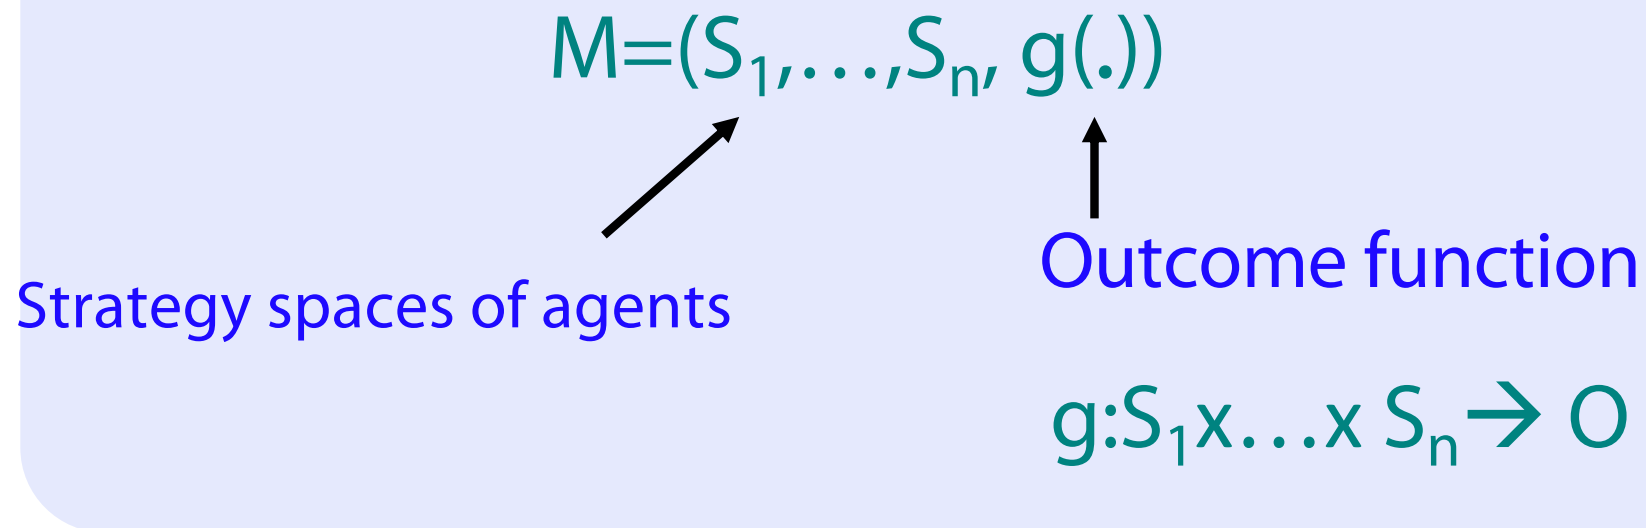 M=(S₁,…,Sₙ, g(.))
Outcome function
Strategy spaces of agents
g:S₁x…x Sₙ→ O